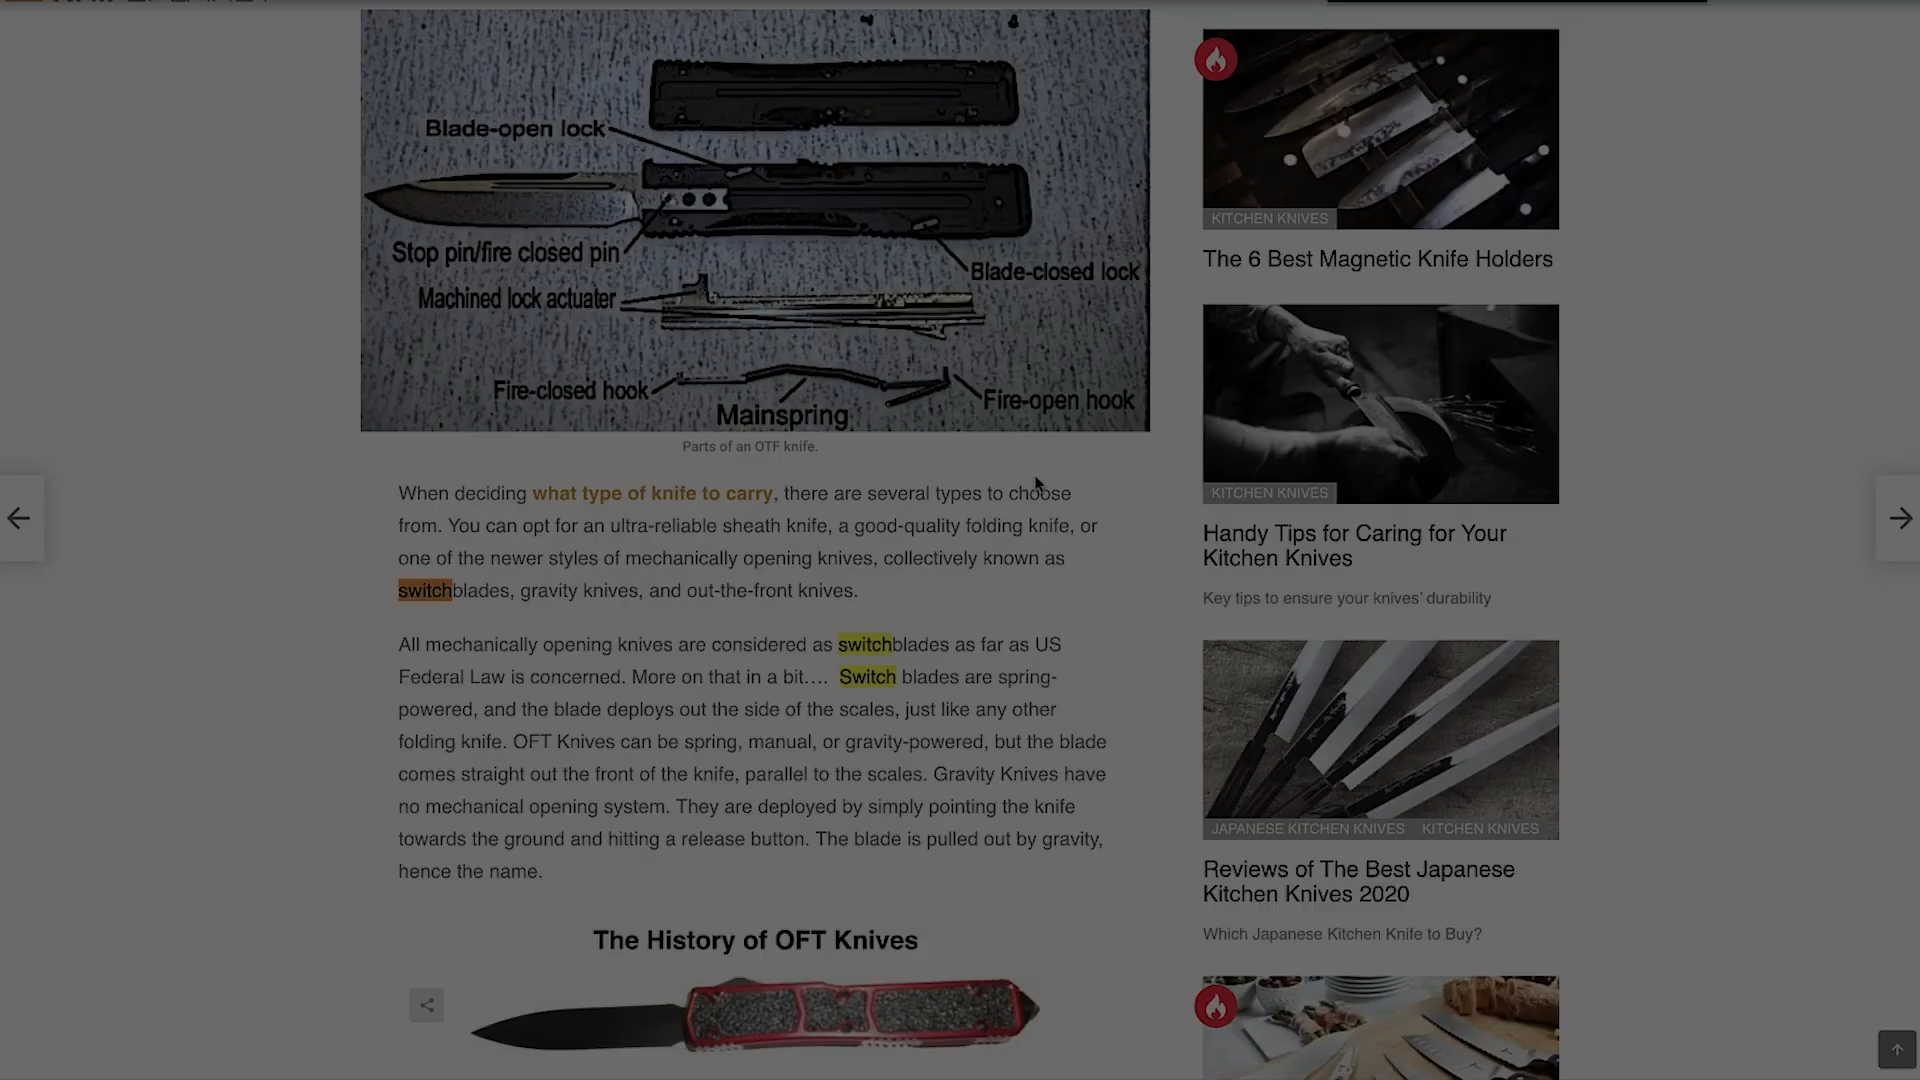 Blade-open lock
Stop pin/fire closed pin
Blade-closed lock
Machined lock actuater
Fire-closed hook
Fire-open hook
Mainspring
Parts of an OTF knife.
When deciding what type of knife to carry, there are several types to choose
from. You can opt for an ultra-reliable sheath knife, a good-quality folding knife, or
one of the newer styles of mechanically opening knives, collectively known as
switchblades, gravity knives, and out-the-front knives.
All mechanically opening knives are considered as switchblades as far as US
Federal Law is concerned. More on that in a bit…. Switch blades are spring-
powered, and the blade deploys out the side of the scales, just like any other
folding knife. OFT Knives can be spring, manual, or gravity-powered, but the blade
comes straight out the front of the knife, parallel to the scales. Gravity Knives have
no mechanical opening system. They are deployed by simply pointing the knife
towards the ground and hitting a release button. The blade is pulled out by gravity,
hence the name.
The History of OFT Knives
KITCHEN KNIVES
The 6 Best Magnetic Knife Holders
KITCHEN KNIVES
Handy Tips for Caring for Your
Kitchen Knives
Key tips to ensure your knives' durability
JAPANESE KITCHEN KNIVES KITCHEN KNIVES
Reviews of The Best Japanese
Kitchen Knives 2020
Which Japanese Kitchen Knife to Buy?